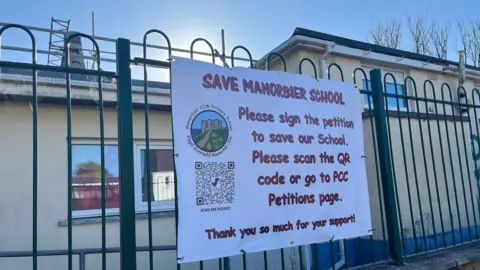 SAVE MANORBIER SCHOOL
Please sign the petition
to save our School.
Please scan the QR
code or go to PCC
Petitions page.
Thank you so much for your support!